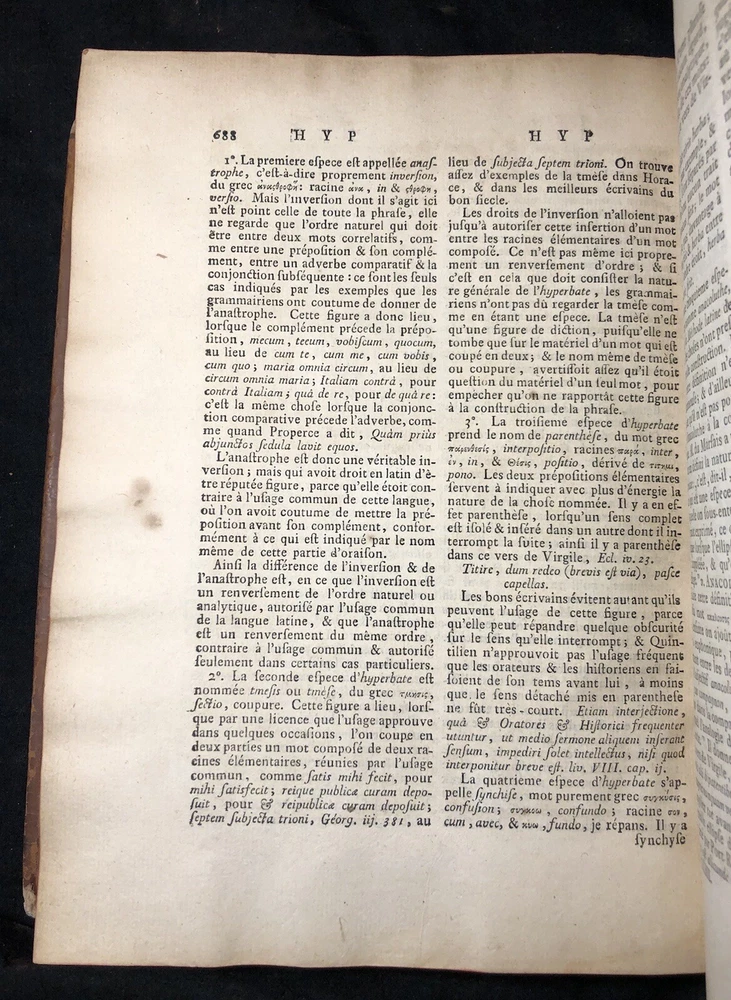 688 H Y P
1°. La premiere eſpece eſt appellée anaſ-
trophe, c'eſt-à-dire proprement inverſion,
du grec ἀναϛροφὴ: racine ἀνα, in & ϛροφη,
verſio. Mais l'inverſion dont il s'agit ici
n'eſt point celle de toute la phraſe, elle
ne regarde que l'ordre naturel qui doit
être entre deux mots correlatifs, com-
me entre une prépoſition & ſon complé-
ment, entre un adverbe comparatif & la
conjonction ſubſéquente : ce ſont les ſeuls
cas indiqués par les exemples que les
grammairiens ont coutume de donner de
l'anaſtrophe. Cette figure a donc lieu,
lorſque le complément précede la prépo-
ſition, mecum, tecum, vobiſcum, quocum,
au lieu de cum te, cum me, cum vobis,
cum quo ; maria omnia circum, au lieu de
circum omnia maria ; Italiam contrà, pour
contrà Italiam ; quâ de re, pour de quâ re :
c'eſt la même choſe lorſque la conjonc-
tion comparative précede l'adverbe, com-
me quand Properce a dit, Quàm priùs
abjunctos ſedula lavit equos.
L'anaſtrophe eſt donc une véritable in-
verſion ; mais qui avoit droit en latin d'ê-
tre réputée figure, parce qu'elle étoit con-
traire à l'uſage commun de cette langue,
où l'on avoit coutume de mettre la pré-
poſition avant ſon complément, confor-
mément à ce qui eſt indiqué par le nom
même de cette partie d'oraiſon.
Ainſi la différence de l'inverſion & de
l'anaſtrophe eſt, en ce que l'inverſion eſt
un renverſement de l'ordre naturel ou
analytique, autoriſé par l'uſage commun
de la langue latine, & que l'anaſtrophe
eſt un renverſement du même ordre,
contraire à l'uſage commun & autoriſé
ſeulement dans certains cas particuliers.
2°. La ſeconde eſpece d'hyperbate eſt
nommée tmeſis ou tmèſe, du grec τμησις,
ſectio, coupure. Cette figure a lieu, lorſ-
que par une licence que l'uſage approuve
dans quelques occaſions, l'on coupe en
deux parties un mot compoſé de deux ra-
cines élémentaires, réunies par l'uſage
commun, comme ſatis mihi fecit, pour
mihi ſatisfecit ; reique publicæ curam depo-
ſuit, pour & reipublicæ curam depoſuit ;
ſeptem ſubjecta trioni, Géorg. iij. 381, au
H Y P
lieu de ſubjecta ſeptem trioni. On trouve
aſſez d'exemples de la tmèſe dans Hora-
ce, & dans les meilleurs écrivains du
bon ſiecle.
Les droits de l'inverſion n'alloient pas
juſqu'à autoriſer cette inſertion d'un mot
entre les racines élémentaires d'un mot
compoſé. Ce n'eſt pas même ici propre-
ment un renverſement d'ordre ; & ſi
c'eſt en cela que doit conſiſter la natu-
re générale de l'hyperbate, les grammai-
riens n'ont pas dû regarder la tmèſe com-
me en étant une eſpece. La tmèſe n'eſt
qu'une figure de diction, puiſqu'elle ne
tombe que ſur le matériel d'un mot qui eſt
coupé en deux ; & le nom même de tmèſe
ou coupure, avertiſſoit aſſez qu'il étoit
queſtion du matériel d'un ſeul mot, pour
empêcher qu'on ne rapportât cette figure
à la conſtruction de la phraſe.
3°. La troiſieme eſpece d'hyperbate
prend le nom de parenthèſe, du mot grec
παρένθεσις, interpoſitio, racines παρα, inter,
ἐν, in, & θέσις, poſitio, dérivé de τιτημι,
pono. Les deux prépoſitions élémentaires
ſervent à indiquer avec plus d'énergie la
nature de la choſe nommée. Il y a en ef-
fet parenthèſe, lorſqu'un ſens complet
eſt iſolé & inſéré dans un autre dont il in-
terrompt la ſuite ; ainſi il y a parenthèſe
dans ce vers de Virgile, Ecl. iv. 23.
Titire, dum redeo (brevis eſt via), paſce
capellas.
Les bons écrivains évitent autant qu'ils
peuvent l'uſage de cette figure, parce
qu'elle peut répandre quelque obſcurité
ſur le ſens qu'elle interrompt ; & Quin-
tilien n'approuvoit pas l'uſage fréquent
que les orateurs & les hiſtoriens en fai-
ſoient de ſon tems avant lui, à moins
que le ſens détaché mis en parentheſe
ne fût très-court. Etiam interjectione,
quâ & Oratores & Hiſtorici frequenter
utuntur, ut medio ſermone aliquem inſerant
ſenſum, impediri ſolet intellectus, niſi quod
interponitur breve eſt. liv. VIII. cap. ij.
La quatrieme eſpece d'hyperbate s'ap-
pelle ſynchiſe, mot purement grec συγκύσις,
confuſion ; συγκυω, confundo ; racine συν,
cum, avec, & κυω, fundo, je répans. Il y a
ſynchyſe